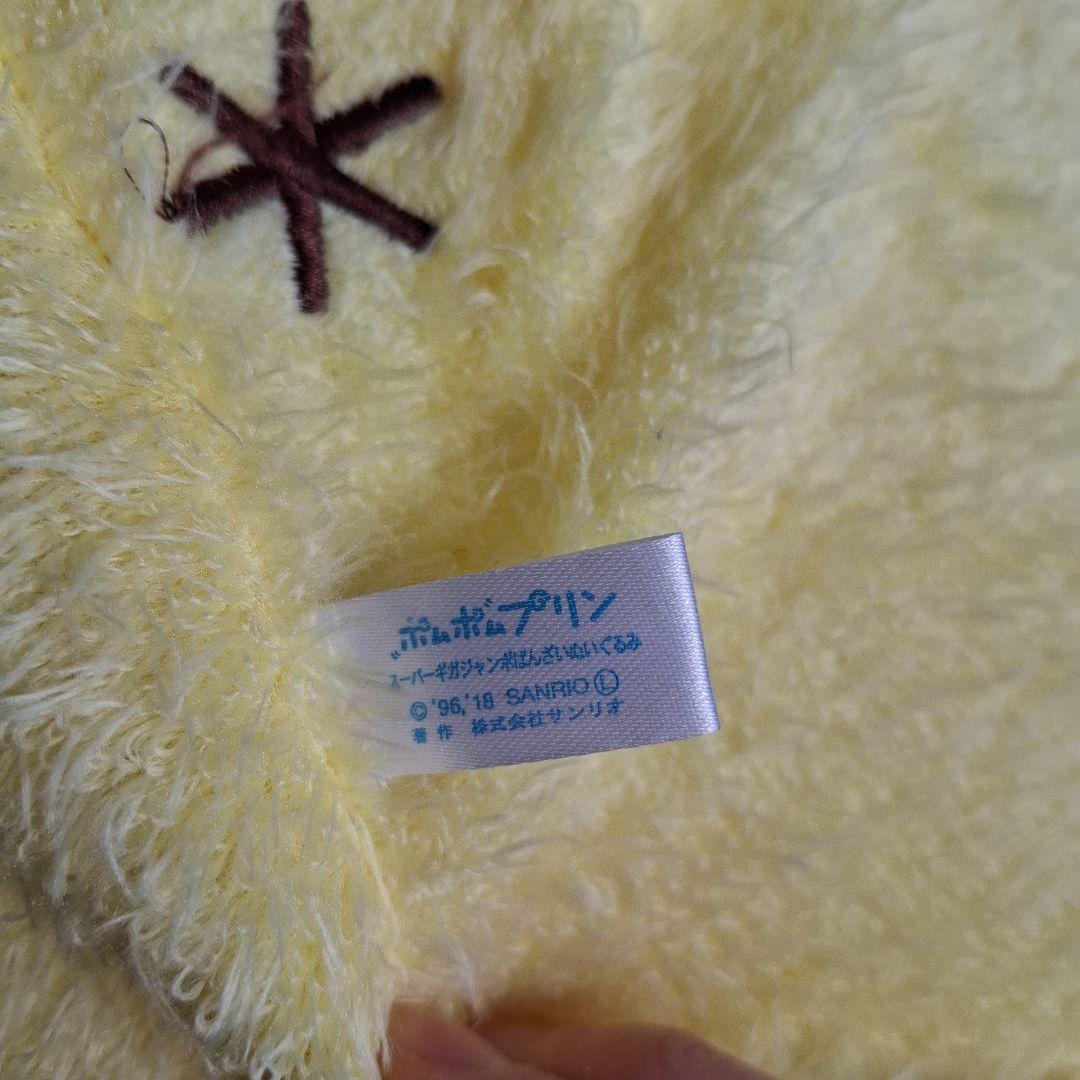 ポムポムプリン
スーパーギガジャンボばんざいぬいぐるみ
© '96,'18 SANRIO Ⓛ
著作 株式会社サンリオ